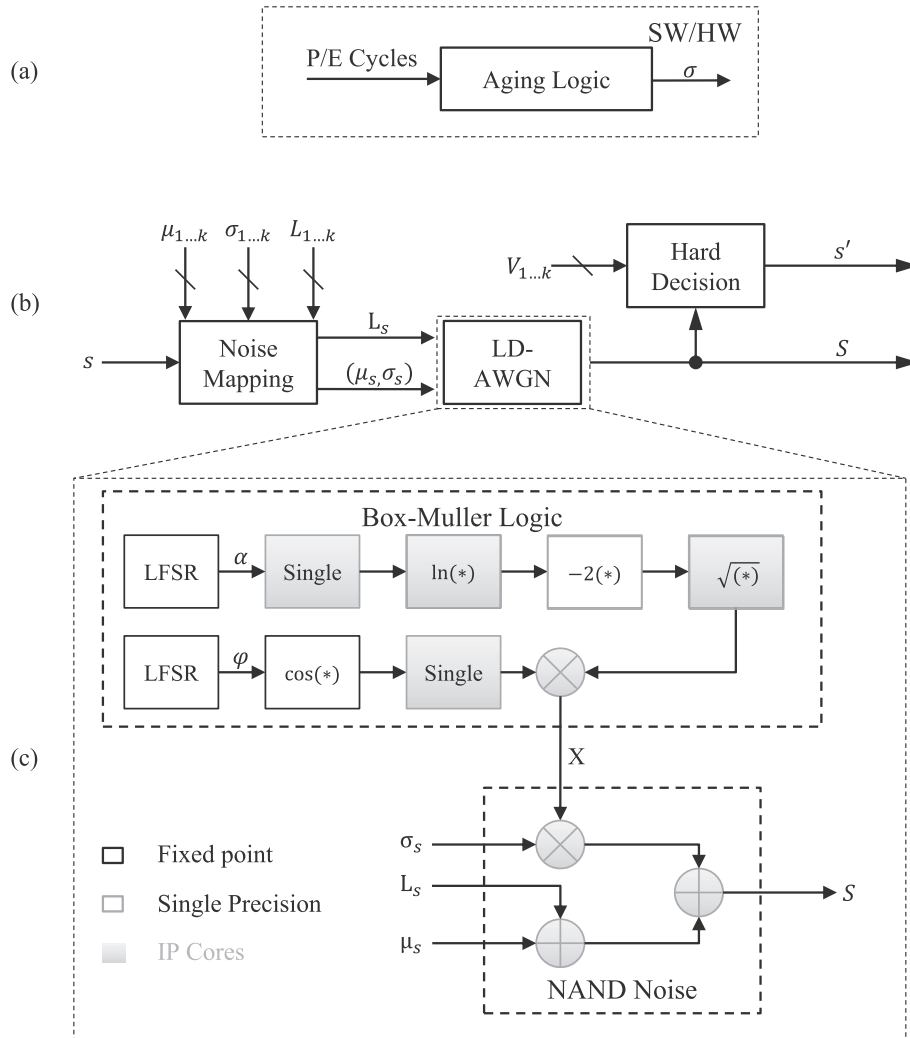 (a)
SW/HW
P/E Cycles
Aging Logic
σ
(b)
μ₁…ₖ
σ₁…ₖ
L₁…ₖ
s
Noise
Mapping
Lₛ
(μₛ,σₛ)
LD-
AWGN
V₁…ₖ
Hard
Decision
s′
S
(c)
Box-Muller Logic
LFSR
α
Single
ln(∗)
−2(∗)
√(∗)
LFSR
φ
cos(∗)
Single
X
σₛ
Lₛ
μₛ
S
NAND Noise
Fixed point
Single Precision
IP Cores